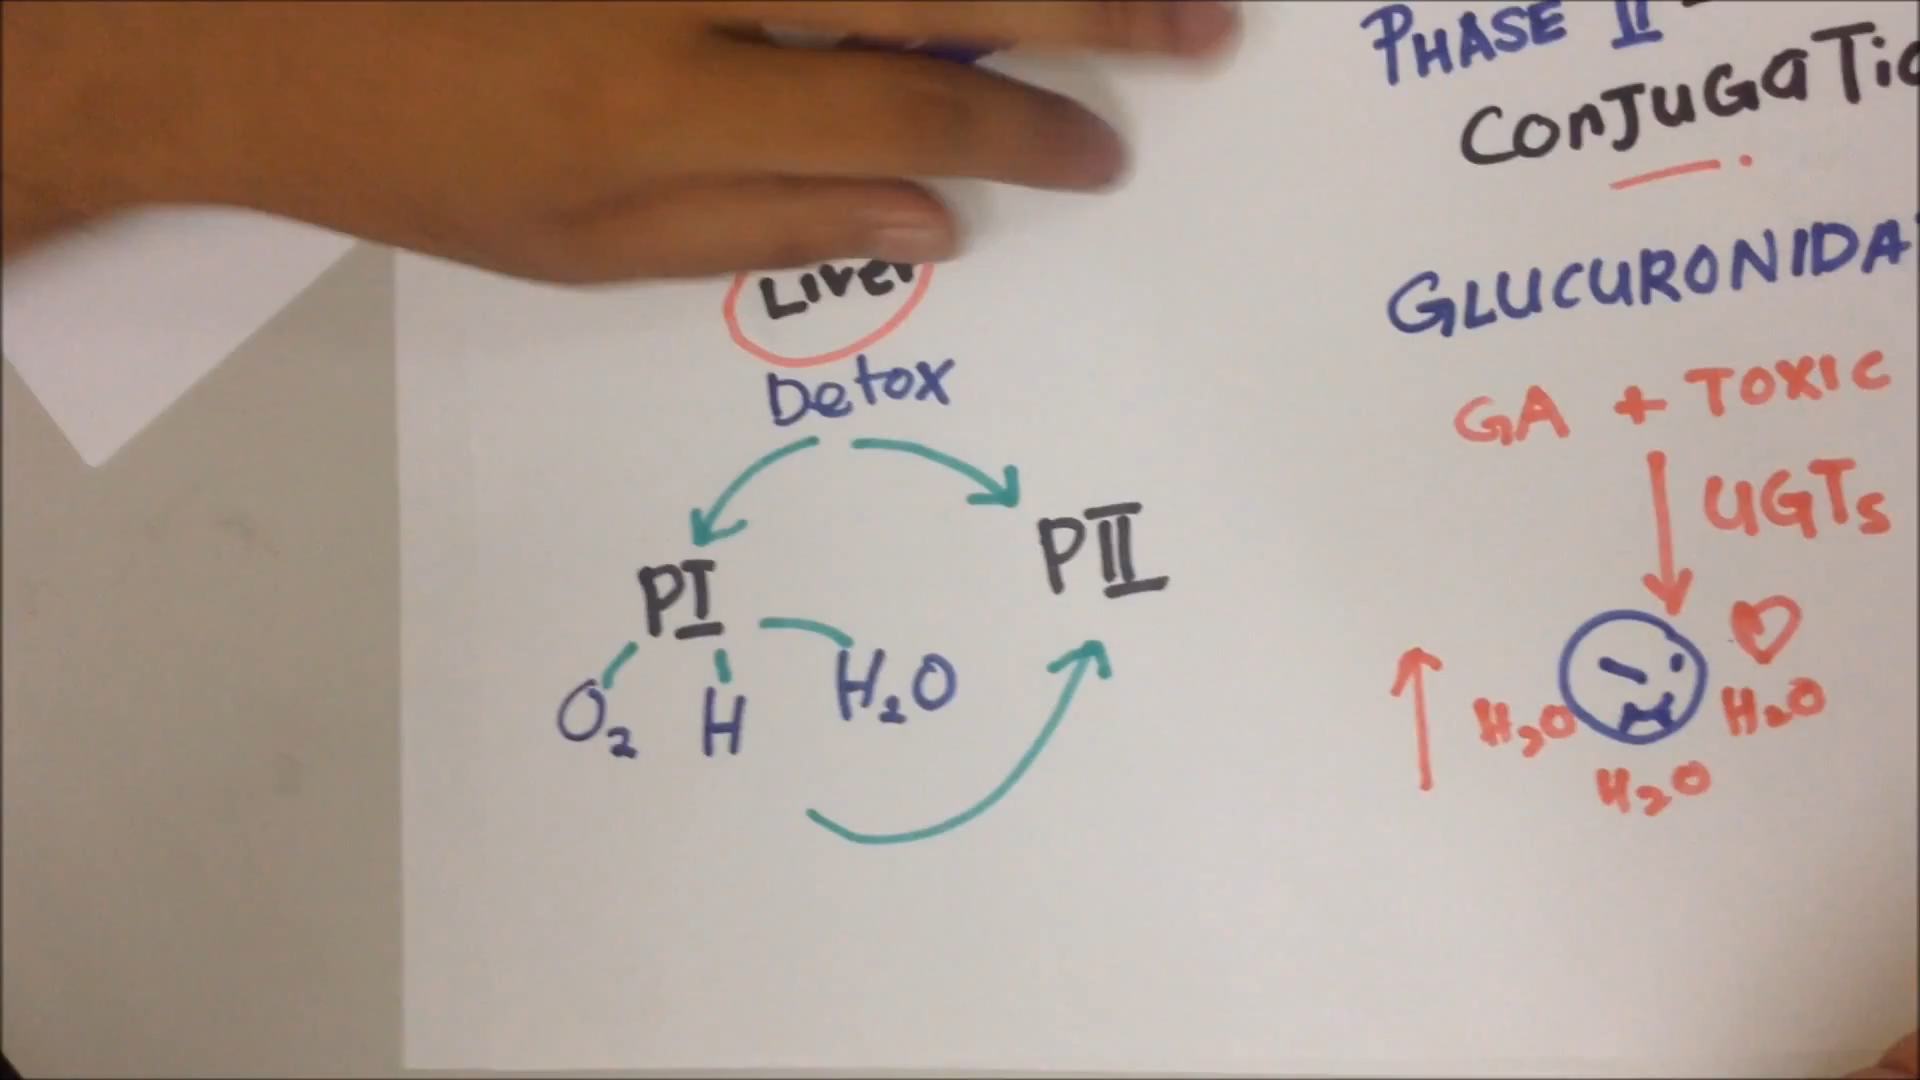 Liver
Detox
PI
PII
O2
H
H2O
PHASE II -
CONJUGATIO
GLUCURONIDA
GA + TOXIC
UGTs
H2O
H2O
H2O